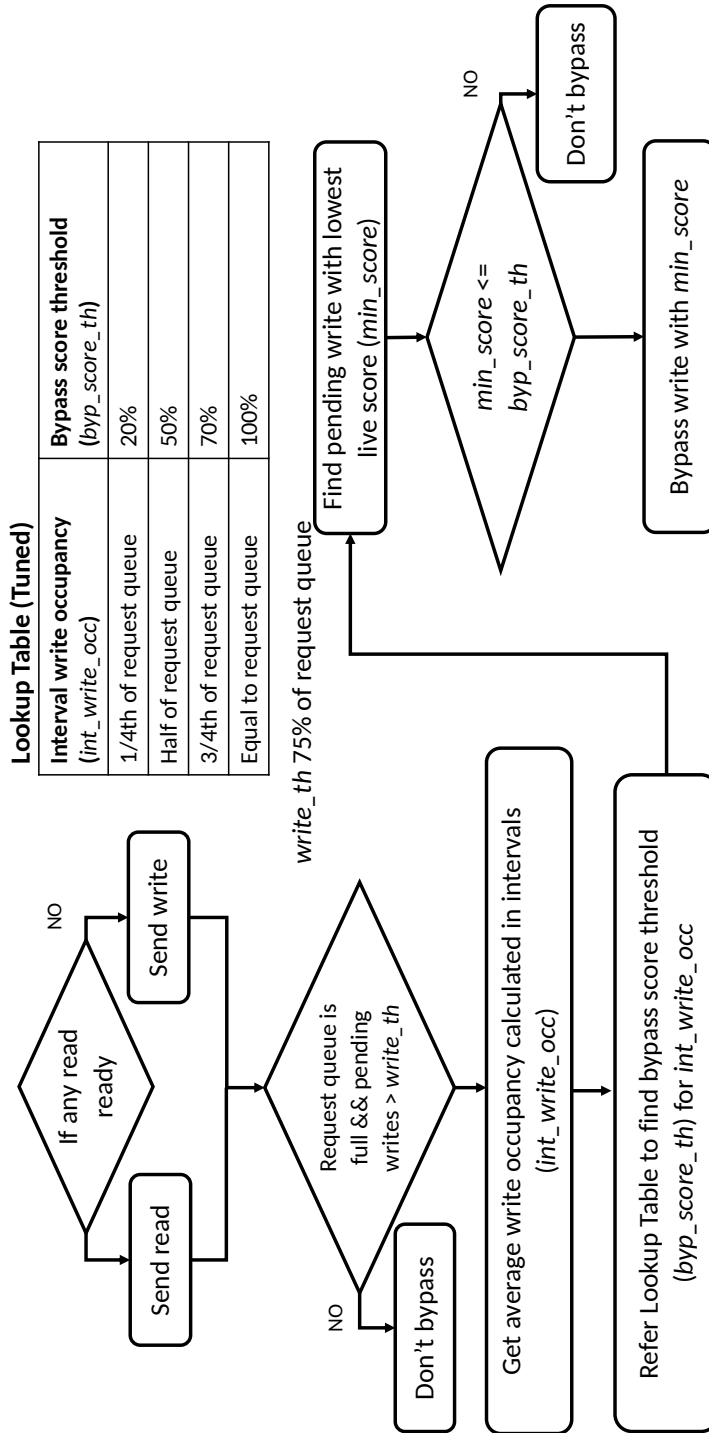 If any read
ready
NO
Send read
Send write
Request queue is
full && pending
writes > write_th
NO
Don't bypass
Get average write occupancy calculated in intervals
(int_write_occ)
Refer Lookup Table to find bypass score threshold
(byp_score_th) for int_write_occ
Lookup Table (Tuned)
Interval write occupancy
(int_write_occ)
Bypass score threshold
(byp_score_th)
1/4th of request queue
20%
Half of request queue
50%
3/4th of request queue
70%
Equal to request queue
100%
write_th 75% of request queue
Find pending write with lowest
live score (min_score)
min_score <=
byp_score_th
NO
Don't bypass
Bypass write with min_score